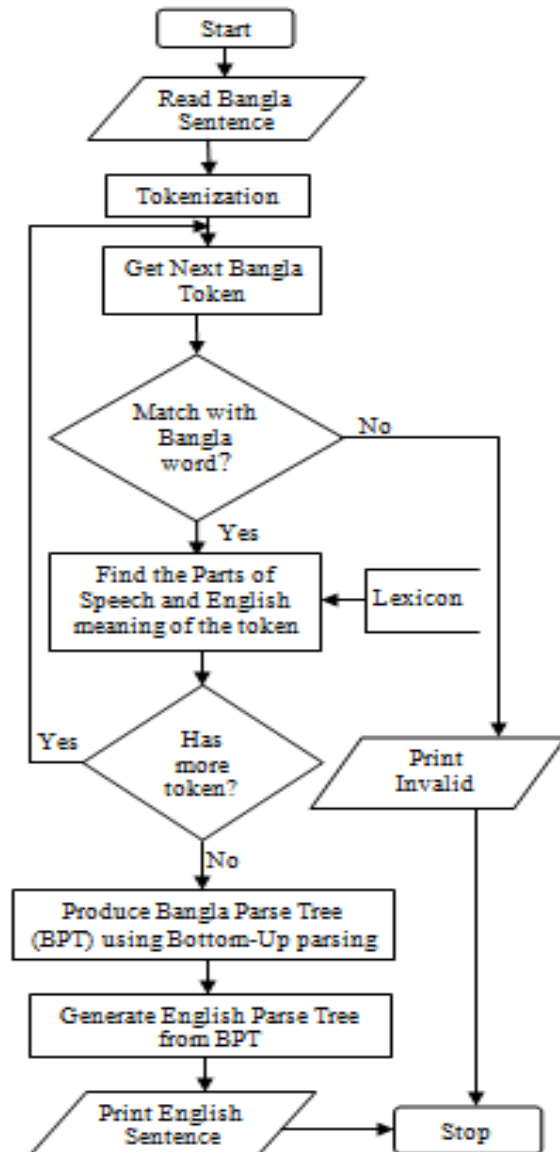 Start
Read Bangla
Sentence
Tokenization
Get Next Bangla
Token
Match with
Bangla
word?
No
Yes
Find the Parts of
Speech and English
meaning of the token
Lexicon
Yes
Has
more
token?
Print
Invalid
No
Produce Bangla Parse Tree
(BPT) using Bottom-Up parsing
Generate English Parse Tree
from BPT
Print English
Sentence
Stop